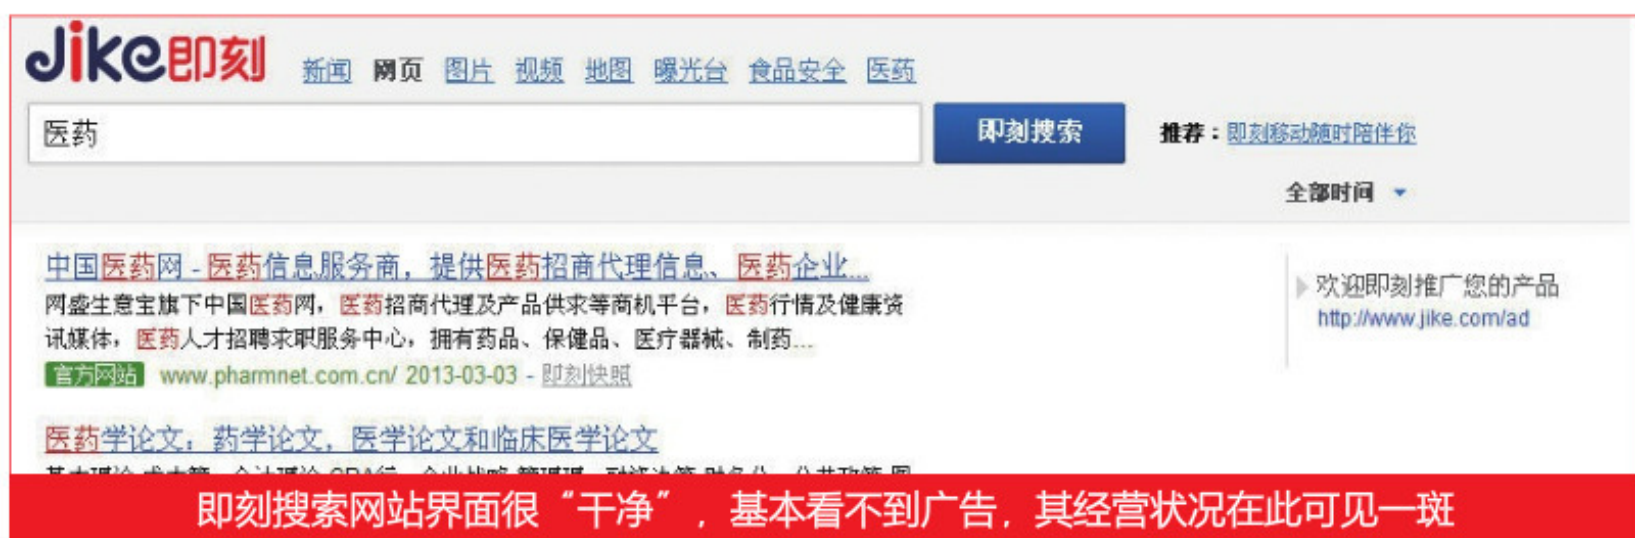 Jike即刻
新闻 网页 图片 视频 地图 曝光台 食品安全 医药
医药 即刻搜索 推荐：即刻移动随时陪伴你
全部时间
中国医药网 - 医药信息服务商，提供医药招商代理信息、医药企业...
网盛生意宝旗下中国医药网，医药招商代理及产品供求等商机平台，医药行情及健康资
讯媒体，医药人才招聘求职服务中心，拥有药品、保健品、医疗器械、制药...
官方网站 www.pharmnet.com.cn/ 2013-03-03 - 即刻快照
欢迎即刻推广您的产品
http://www.jike.com/ad
医药学论文：药学论文，医学论文和临床医学论文
即刻搜索网站界面很“干净”，基本看不到广告，其经营状况在此可见一斑